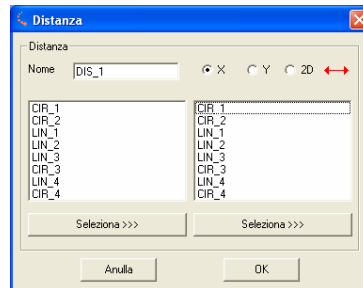 Distanza
Distanza
Nome DIS_1 X Y 2D
CIR_1 CIR_1
CIR_2 CIR_2
LIN_1 LIN_1
LIN_2 LIN_2
LIN_3 LIN_3
CIR_3 CIR_3
LIN_4 LIN_4
CIR_4 CIR_4
Seleziona >>> Seleziona >>>
Anulla OK